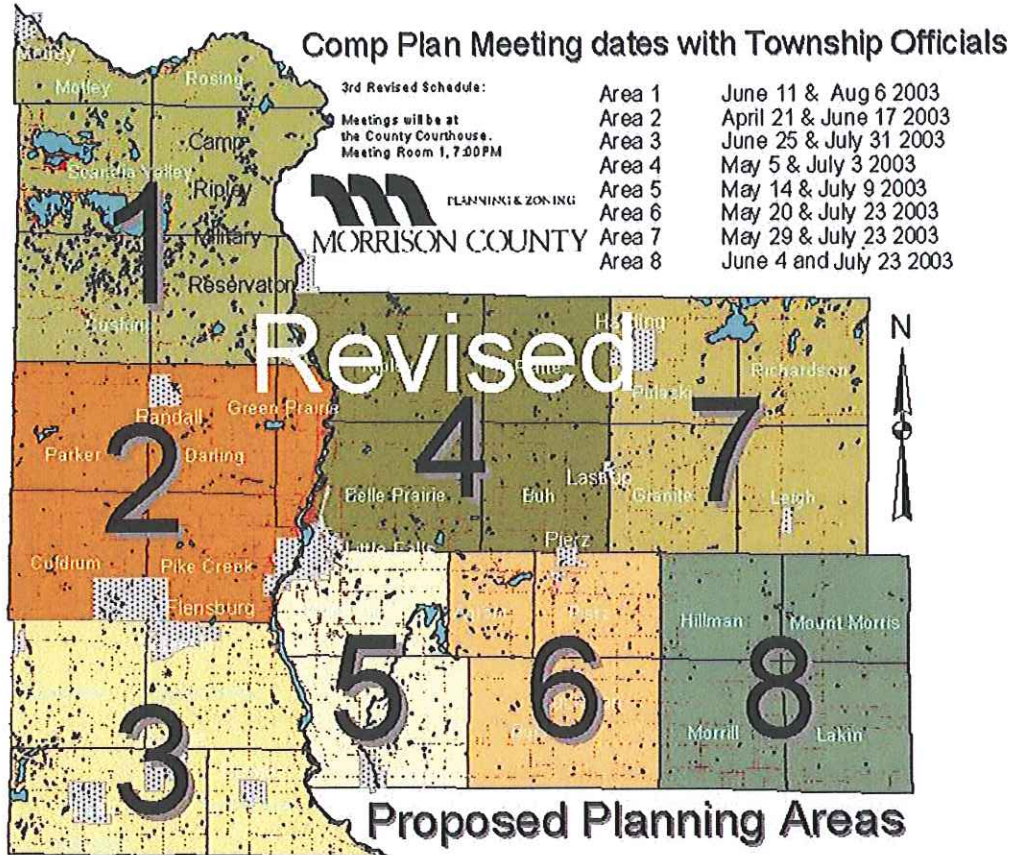 Comp Plan Meeting dates with Township Officials
3rd Revised Schedule:
Meetings will be at
the County Courthouse.
Meeting Room 1, 7:00PM
PLANNING & ZONING
MORRISON COUNTY
Area 1 June 11 & Aug 6 2003
Area 2 April 21 & June 17 2003
Area 3 June 25 & July 31 2003
Area 4 May 5 & July 3 2003
Area 5 May 14 & July 9 2003
Area 6 May 20 & July 23 2003
Area 7 May 29 & July 23 2003
Area 8 June 4 and July 23 2003
Motley
Motley
Rosing
Camp
Scandia Valley
Ripley
1
Military
Reservaton
Cushing
Revised
N
Richardson
Pulaski
Randall
Green Prairie
2
4
7
Parker
Darling
Lastrup
Belle Prairie
Buh
Granite
Leigh
Culdrum
Pike Creek
Little Falls
Pierz
Flensburg
Hillman
Mount Morris
3
5
6
8
Morrill
Lakin
Proposed Planning Areas